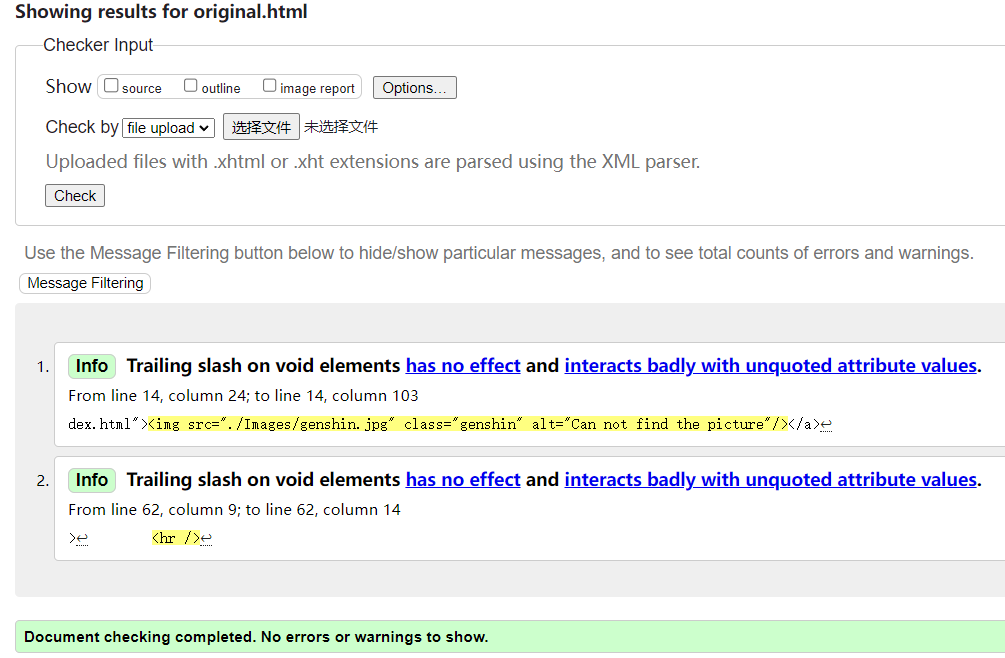 Showing results for original.html
Checker Input
Show source outline image report Options...
Check by file upload 选择文件 未选择文件
Uploaded files with .xhtml or .xht extensions are parsed using the XML parser.
Check
Use the Message Filtering button below to hide/show particular messages, and to see total counts of errors and warnings.
Message Filtering
1. Info Trailing slash on void elements has no effect and interacts badly with unquoted attribute values.
From line 14, column 24; to line 14, column 103
dex.html"><img src="./Images/genshin.jpg" class="genshin" alt="Can not find the picture"/></a>↩
2. Info Trailing slash on void elements has no effect and interacts badly with unquoted attribute values.
From line 62, column 9; to line 62, column 14
>↩ <hr />↩
Document checking completed. No errors or warnings to show.